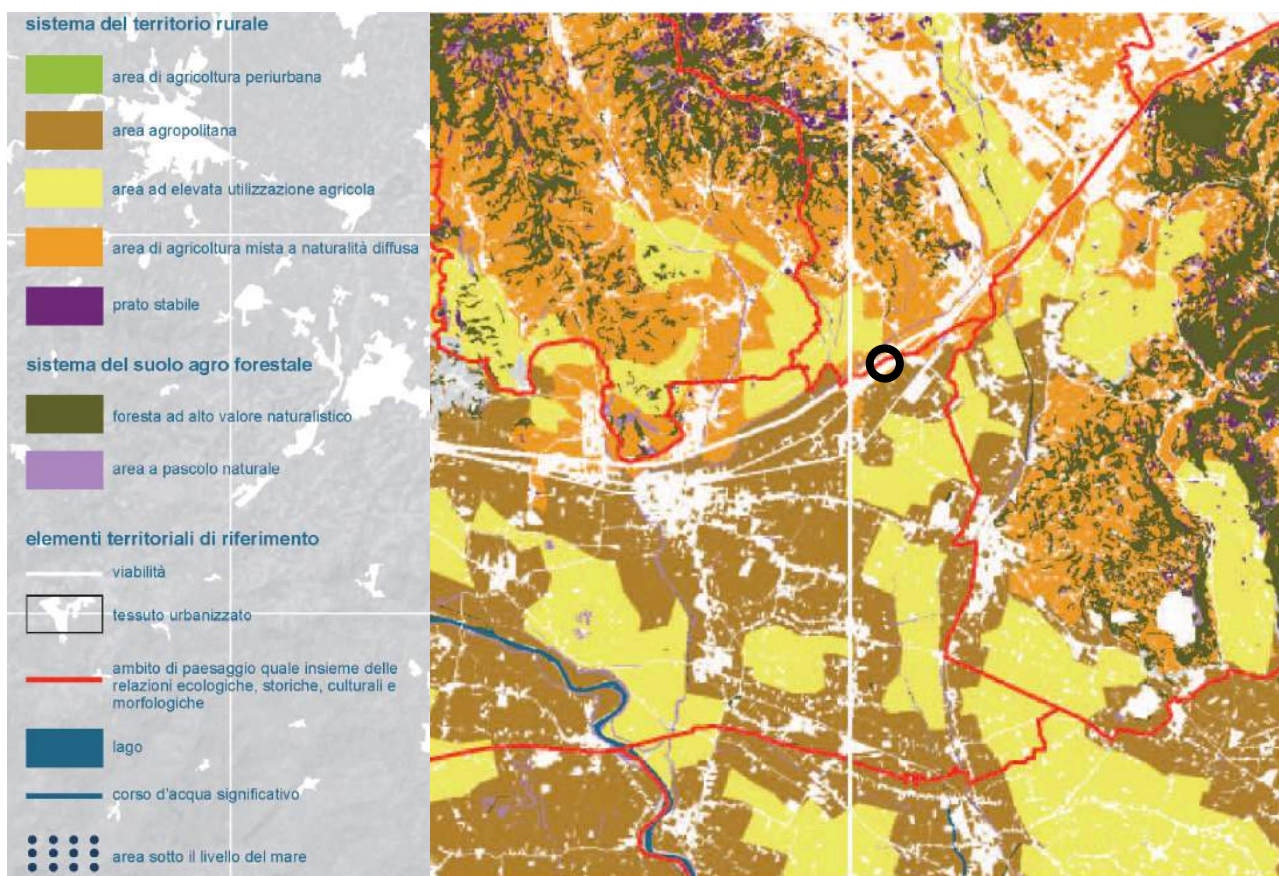 sistema del territorio rurale
area di agricoltura periurbana
area agropolitana
area ad elevata utilizzazione agricola
area di agricoltura mista a naturalità diffusa
prato stabile
sistema del suolo agro forestale
foresta ad alto valore naturalistico
area a pascolo naturale
elementi territoriali di riferimento
viabilità
tessuto urbanizzato
ambito di paesaggio quale insieme delle
relazioni ecologiche, storiche, culturali e
morfologiche
lago
corso d'acqua significativo
area sotto il livello del mare